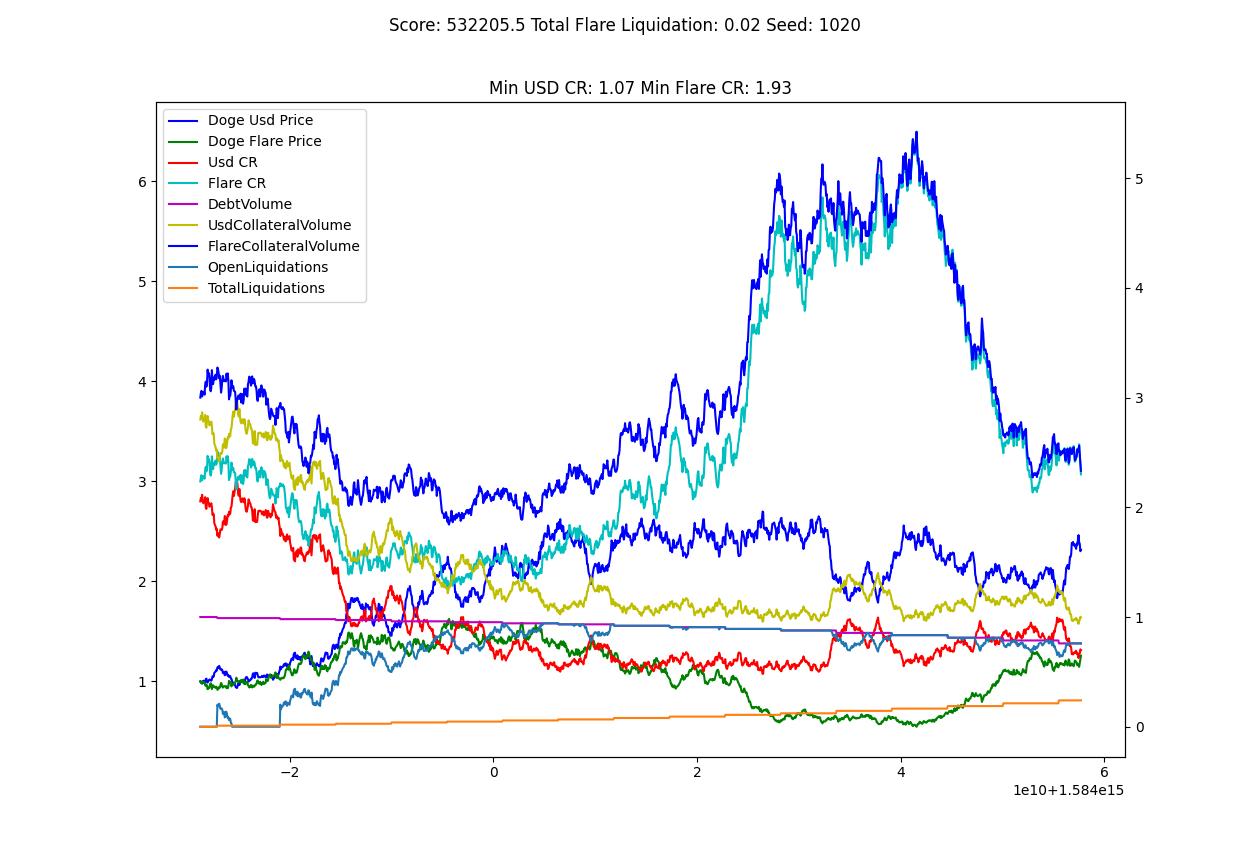 Score: 532205.5 Total Flare Liquidation: 0.02 Seed: 1020
Min USD CR: 1.07 Min Flare CR: 1.93
Doge Usd Price
Doge Flare Price
Usd CR
Flare CR
DebtVolume
UsdCollateralVolume
FlareCollateralVolume
OpenLiquidations
TotalLiquidations
6
5
4
3
2
1
5
4
3
2
1
0
−2
0
2
4
6
1e10+1.584e15